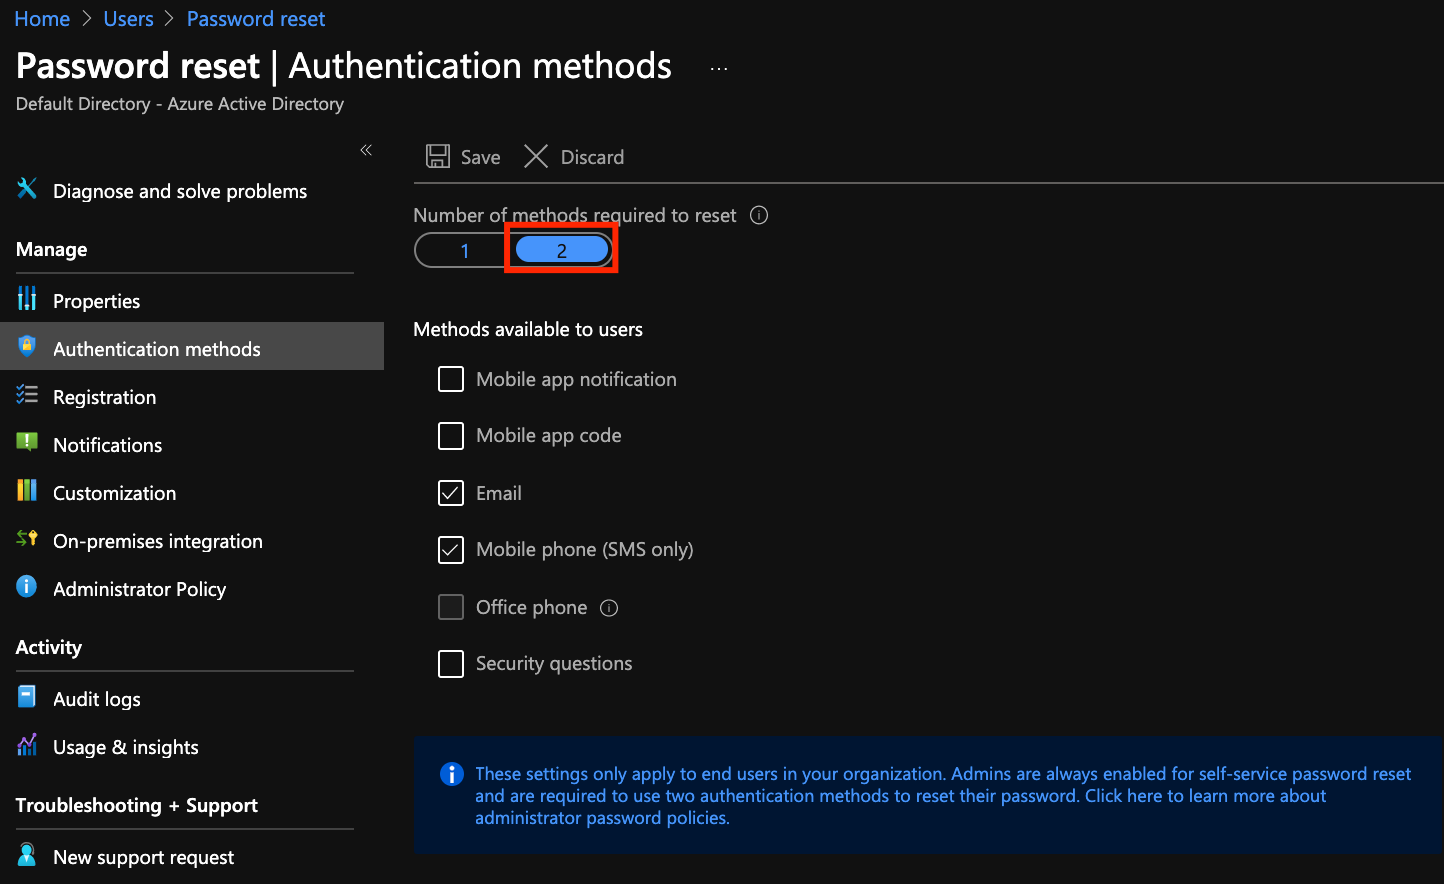 Home > Users > Password reset
Password reset | Authentication methods ...
Default Directory - Azure Active Directory
«
Diagnose and solve problems
Manage
Properties
Authentication methods
Registration
Notifications
Customization
On-premises integration
Administrator Policy
Activity
Audit logs
Usage & insights
Troubleshooting + Support
New support request
Save Discard
Number of methods required to reset
1 2
Methods available to users
Mobile app notification
Mobile app code
Email
Mobile phone (SMS only)
Office phone
Security questions
These settings only apply to end users in your organization. Admins are always enabled for self-service password reset
and are required to use two authentication methods to reset their password. Click here to learn more about
administrator password policies.